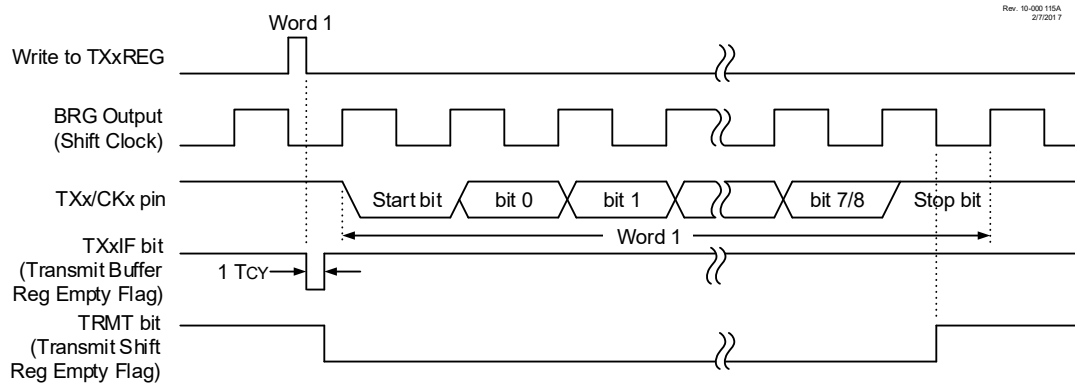 Rev. 10-000 115A
2/7/201 7
Word 1
Write to TXxREG
BRG Output
(Shift Clock)
TXx/CKx pin
Start bit
bit 0
bit 1
bit 7/8
Stop bit
Word 1
TXxIF bit
(Transmit Buffer
Reg Empty Flag)
1 TCY
TRMT bit
(Transmit Shift
Reg Empty Flag)